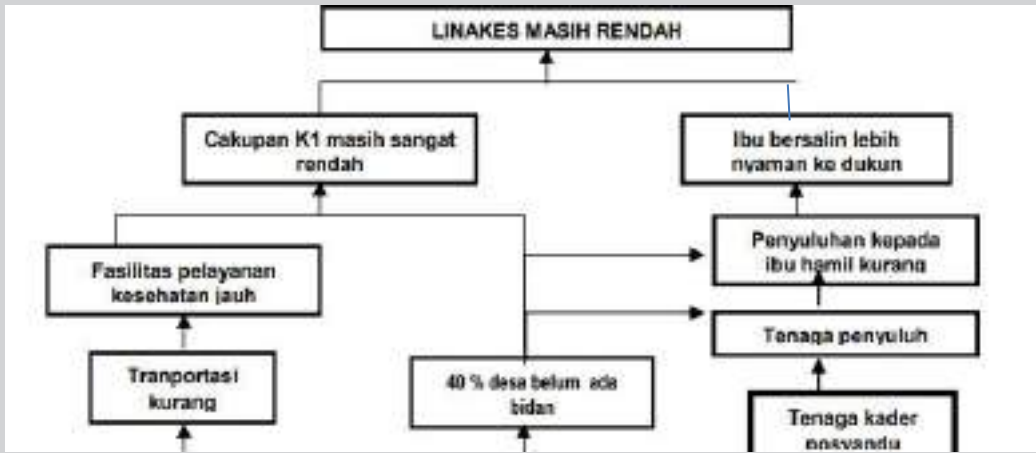 LINAKES MASIH RENDAH
Cakupan K1 masih sangat
rendah
Ibu bersalin lebih
nyaman ke dukun
Fasilitas pelayanan
kesehatan jauh
Penyuluhan kepada
ibu hamil kurang
Tenaga penyuluh
Tranportasi
kurang
40 % desa belum ada
bidan
Tenaga kader
posyandu